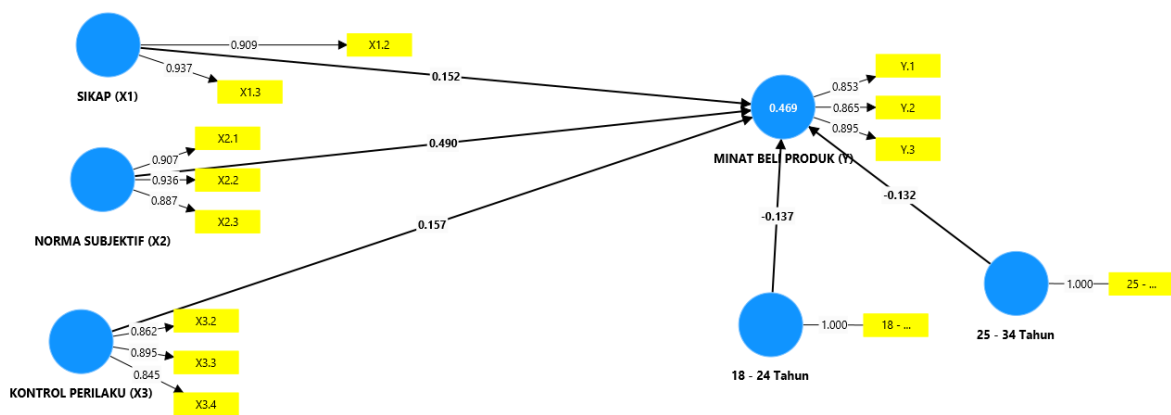 0.909
X1.2
0.937
X1.3
SIKAP (X1)
0.152
0.907
X2.1
0.936
X2.2
0.887
X2.3
NORMA SUBJEKTIF (X2)
0.490
0.862
X3.2
0.895
X3.3
0.845
X3.4
KONTROL PERILAKU (X3)
0.157
0.469
MINAT BELI PRODUK (Y)
0.853
Y.1
0.865
Y.2
0.895
Y.3
-0.137
-0.132
1.000
18 - ...
18 - 24 Tahun
1.000
25 - ...
25 - 34 Tahun